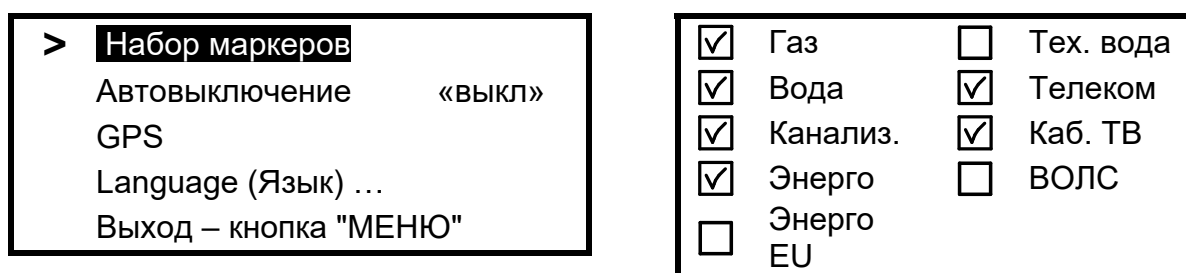 > Набор маркеров
Автовыключение «выкл»
GPS
Language (Язык) …
Выход – кнопка "МЕНЮ"
Газ Тех. вода
Вода Телеком
Канализ. Каб. ТВ
Энерго ВОЛС
Энерго
EU